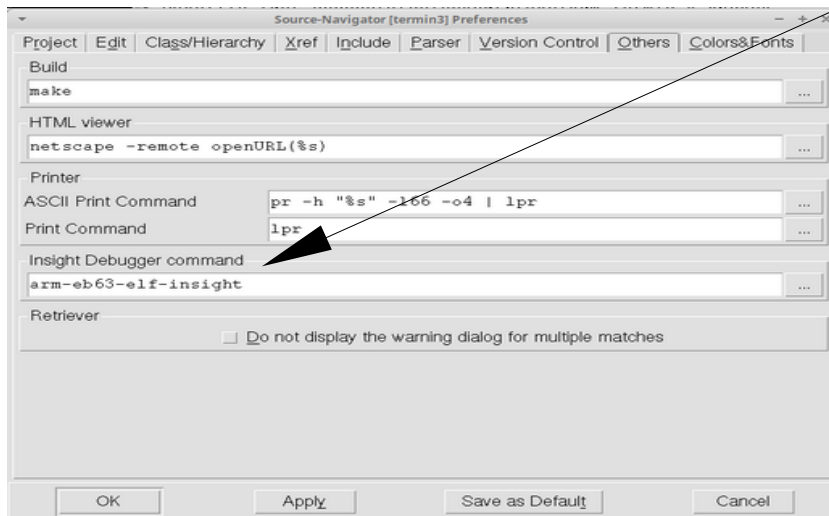 Source-Navigator [termin3] Preferences
Project Edit Class/Hierarchy Xref Include Parser Version Control Others Colors&Fonts
Build
make ...
HTML viewer
netscape -remote openURL(%s) ...
Printer
ASCII Print Command pr -h "%s" -l66 -o4 | lpr ...
Print Command lpr ...
Insight Debugger command
arm-eb63-elf-insight ...
Retriever
Do not display the warning dialog for multiple matches
OK Apply Save as Default Cancel